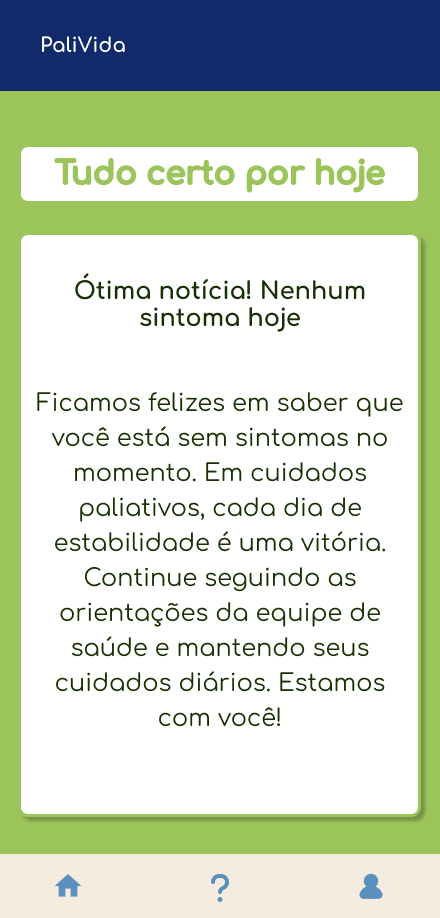 PaliVida
Tudo certo por hoje
Ótima notícia! Nenhum
sintoma hoje
Ficamos felizes em saber que
você está sem sintomas no
momento. Em cuidados
paliativos, cada dia de
estabilidade é uma vitória.
Continue seguindo as
orientações da equipe de
saúde e mantendo seus
cuidados diários. Estamos
com você!